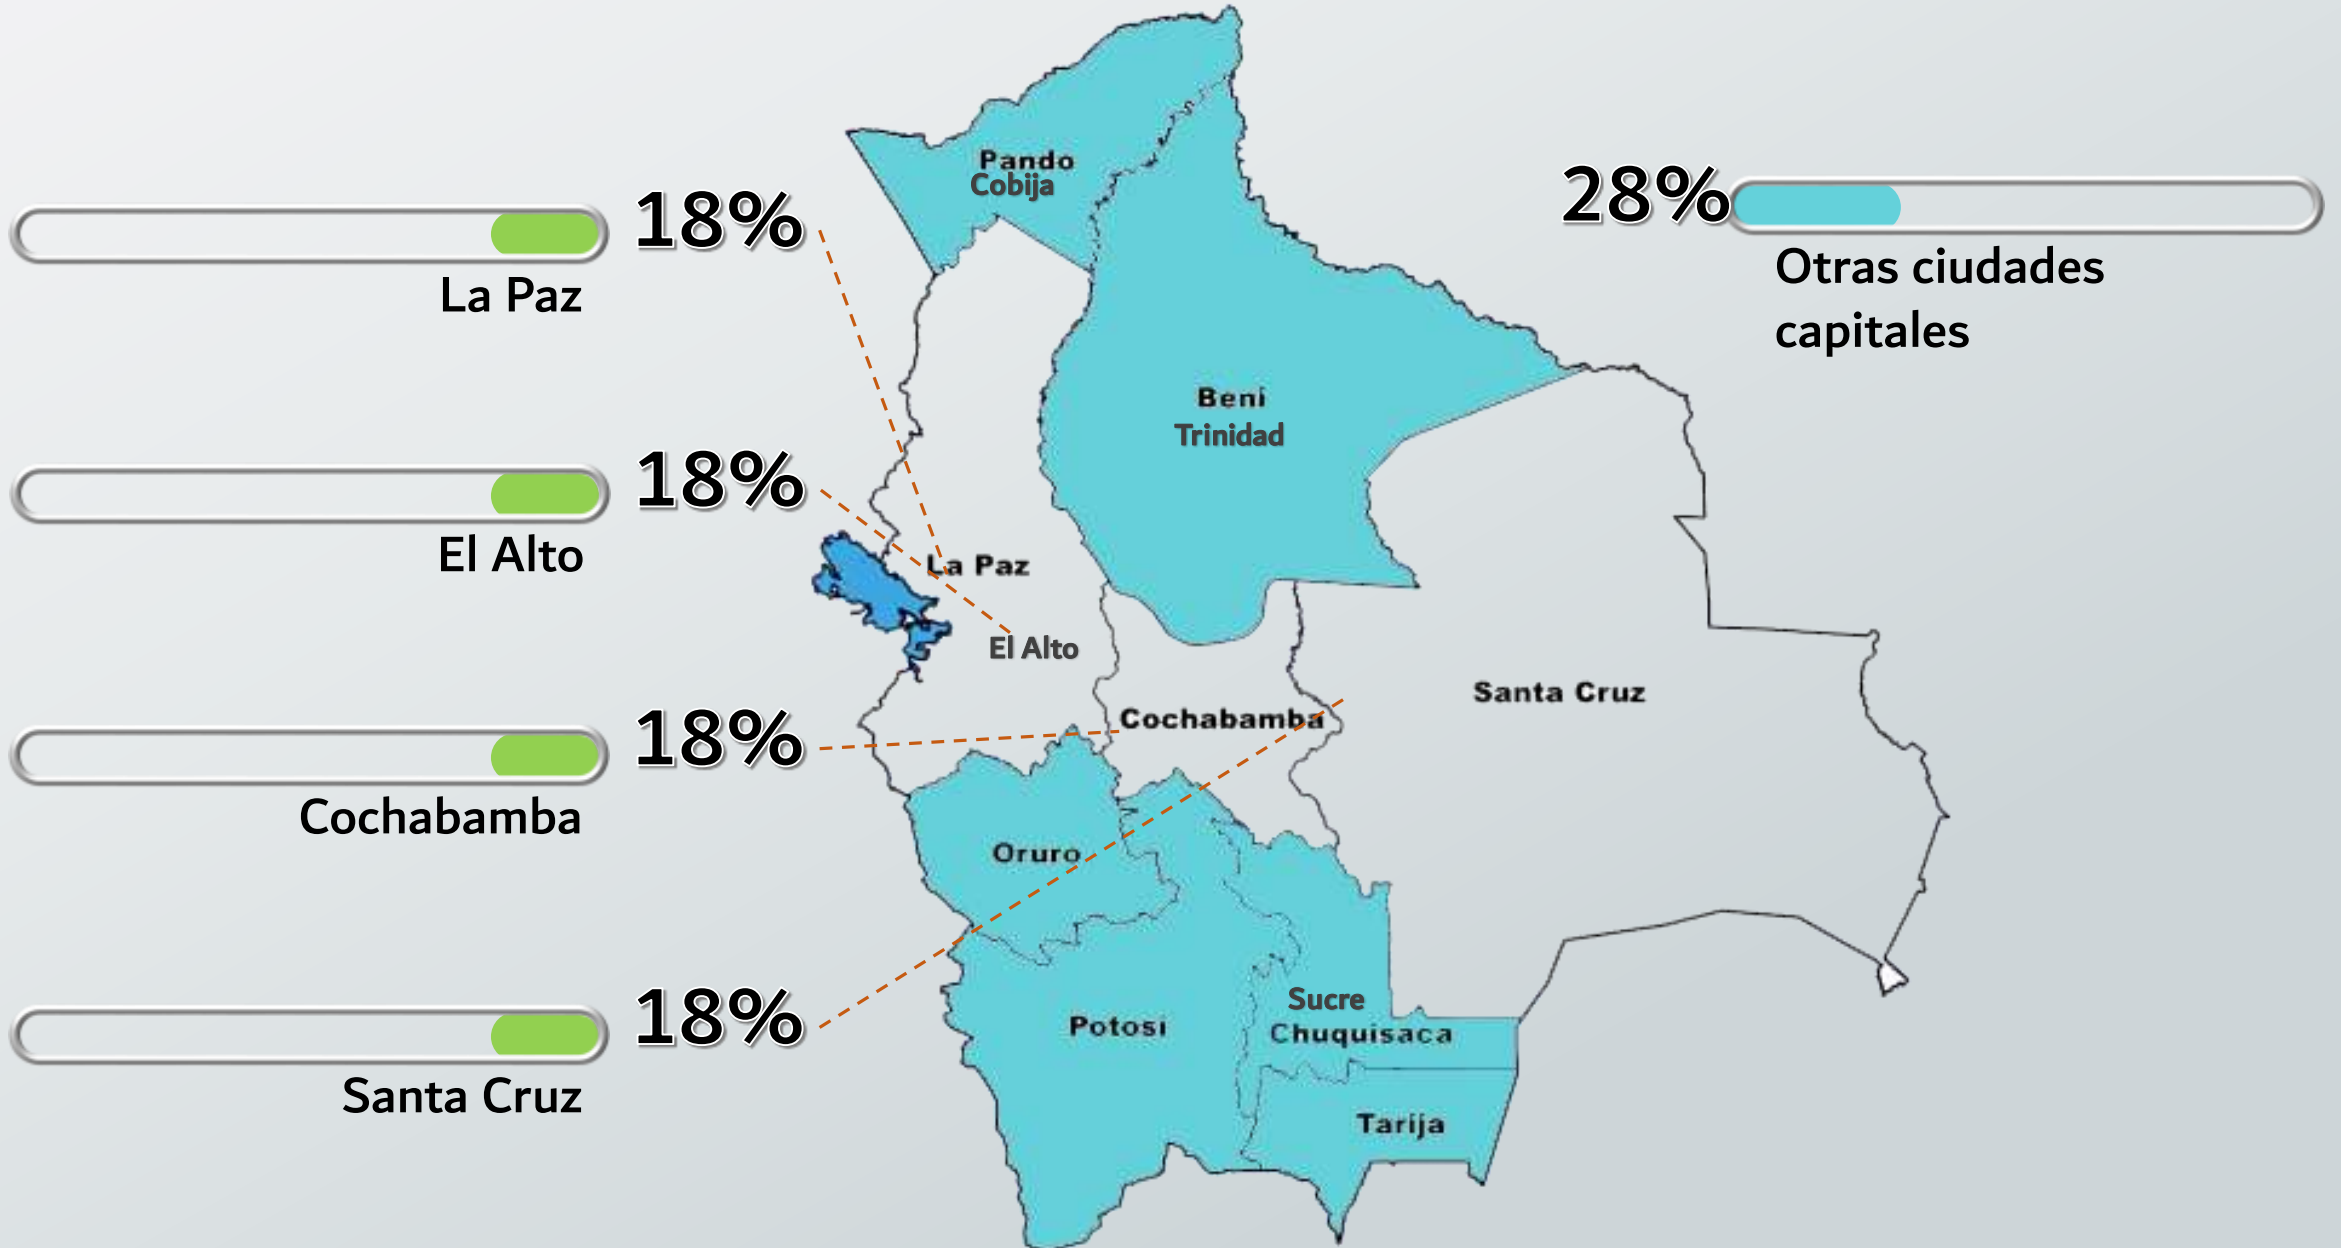 18%
La Paz
18%
El Alto
18%
Cochabamba
18%
Santa Cruz
Pando
Cobija
Beni
Trinidad
La Paz
El Alto
Cochabamba
Santa Cruz
Oruro
Potosi
Sucre
Chuquisaca
Tarija
28%
Otras ciudades
capitales